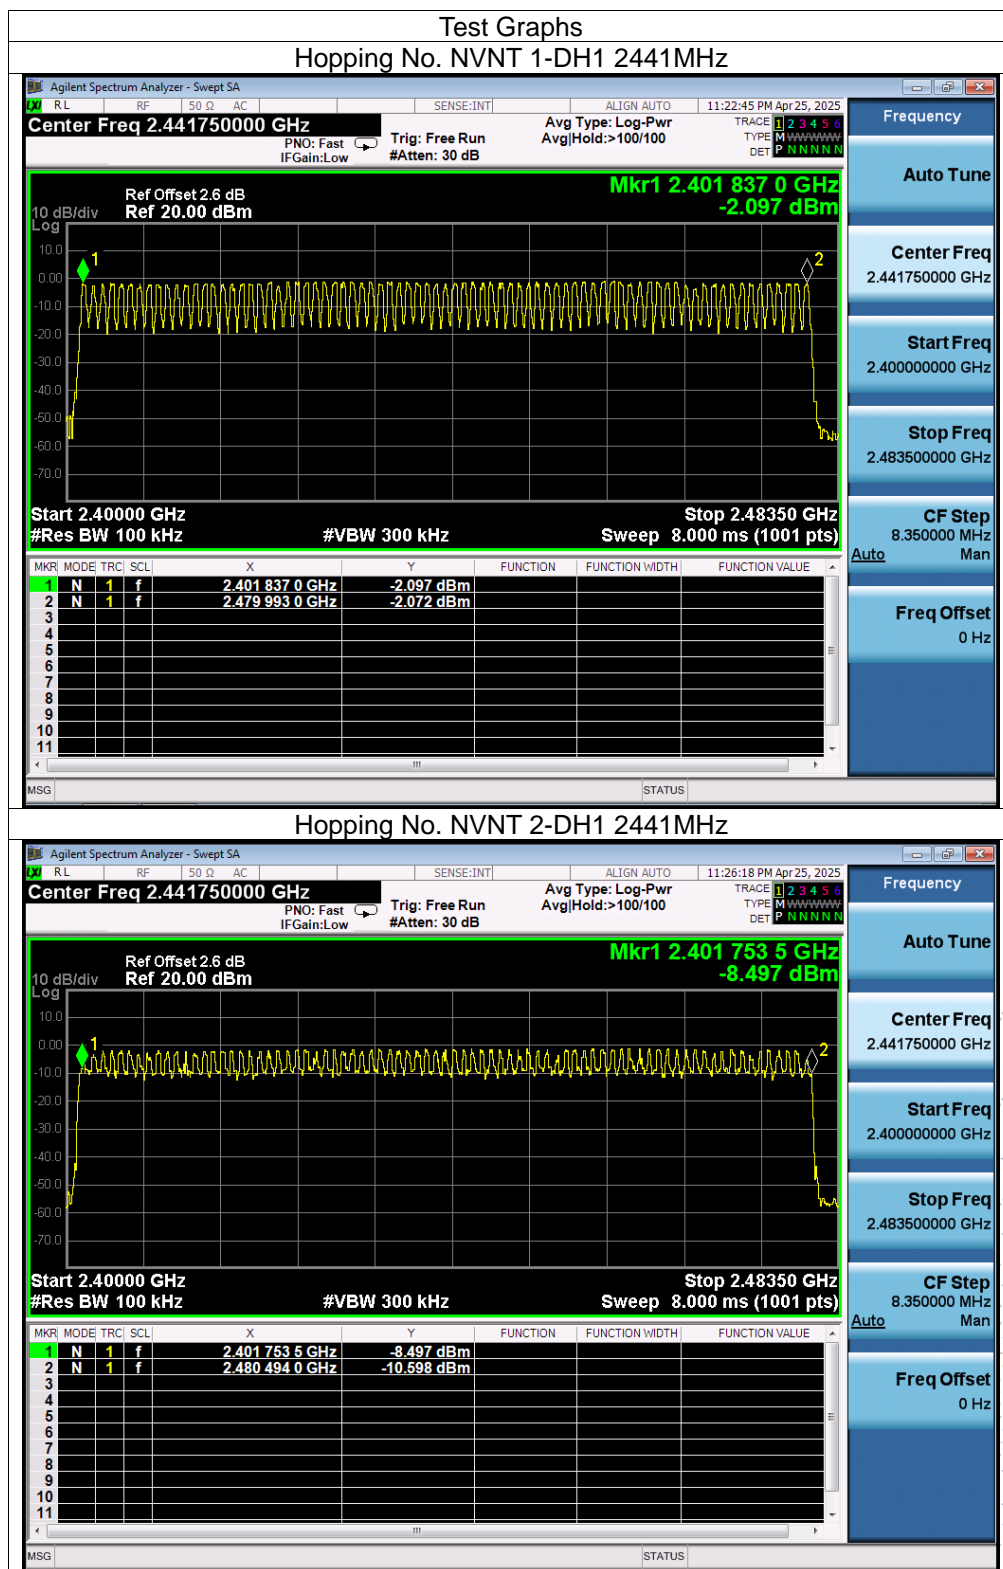 Test Graphs
Hopping No. NVNT 1-DH1 2441MHz
Agilent Spectrum Analyzer - Swept SA
LXI RL RF 50 Ω AC SENSE:INT ALIGN AUTO 11:22:45 PM Apr 25, 2025
Center Freq 2.441750000 GHz
PNO: Fast
IFGain:Low
Trig: Free Run
#Atten: 30 dB
Avg Type: Log-Pwr
Avg|Hold:>100/100
TRACE 1 2 3 4 5 6
TYPE M WWWWW
DET P N N N N N
Frequency
Auto Tune
Center Freq
2.441750000 GHz
Start Freq
2.400000000 GHz
Stop Freq
2.483500000 GHz
CF Step
8.350000 MHz
Auto Man
Freq Offset
0 Hz
Mkr1 2.401 837 0 GHz
-2.097 dBm
Ref Offset 2.6 dB
10 dB/div Ref 20.00 dBm
Log
10.0
0.00
-10.0
-20.0
-30.0
-40.0
-50.0
-60.0
-70.0
1
2
Start 2.40000 GHz Stop 2.48350 GHz
#Res BW 100 kHz #VBW 300 kHz Sweep 8.000 ms (1001 pts)
MKR MODE TRC SCL X Y FUNCTION FUNCTION WIDTH FUNCTION VALUE
1 N 1 f 2.401 837 0 GHz -2.097 dBm
2 N 1 f 2.479 993 0 GHz -2.072 dBm
3
4
5
6
7
8
9
10
11
MSG STATUS
Hopping No. NVNT 2-DH1 2441MHz
Agilent Spectrum Analyzer - Swept SA
LXI RL RF 50 Ω AC SENSE:INT ALIGN AUTO 11:26:18 PM Apr 25, 2025
Center Freq 2.441750000 GHz
PNO: Fast
IFGain:Low
Trig: Free Run
#Atten: 30 dB
Avg Type: Log-Pwr
Avg|Hold:>100/100
TRACE 1 2 3 4 5 6
TYPE M WWWWW
DET P N N N N N
Frequency
Auto Tune
Center Freq
2.441750000 GHz
Start Freq
2.400000000 GHz
Stop Freq
2.483500000 GHz
CF Step
8.350000 MHz
Auto Man
Freq Offset
0 Hz
Mkr1 2.401 753 5 GHz
-8.497 dBm
Ref Offset 2.6 dB
10 dB/div Ref 20.00 dBm
Log
10.0
0.00
-10.0
-20.0
-30.0
-40.0
-50.0
-60.0
-70.0
1
2
Start 2.40000 GHz Stop 2.48350 GHz
#Res BW 100 kHz #VBW 300 kHz Sweep 8.000 ms (1001 pts)
MKR MODE TRC SCL X Y FUNCTION FUNCTION WIDTH FUNCTION VALUE
1 N 1 f 2.401 753 5 GHz -8.497 dBm
2 N 1 f 2.480 494 0 GHz -10.598 dBm
3
4
5
6
7
8
9
10
11
MSG STATUS